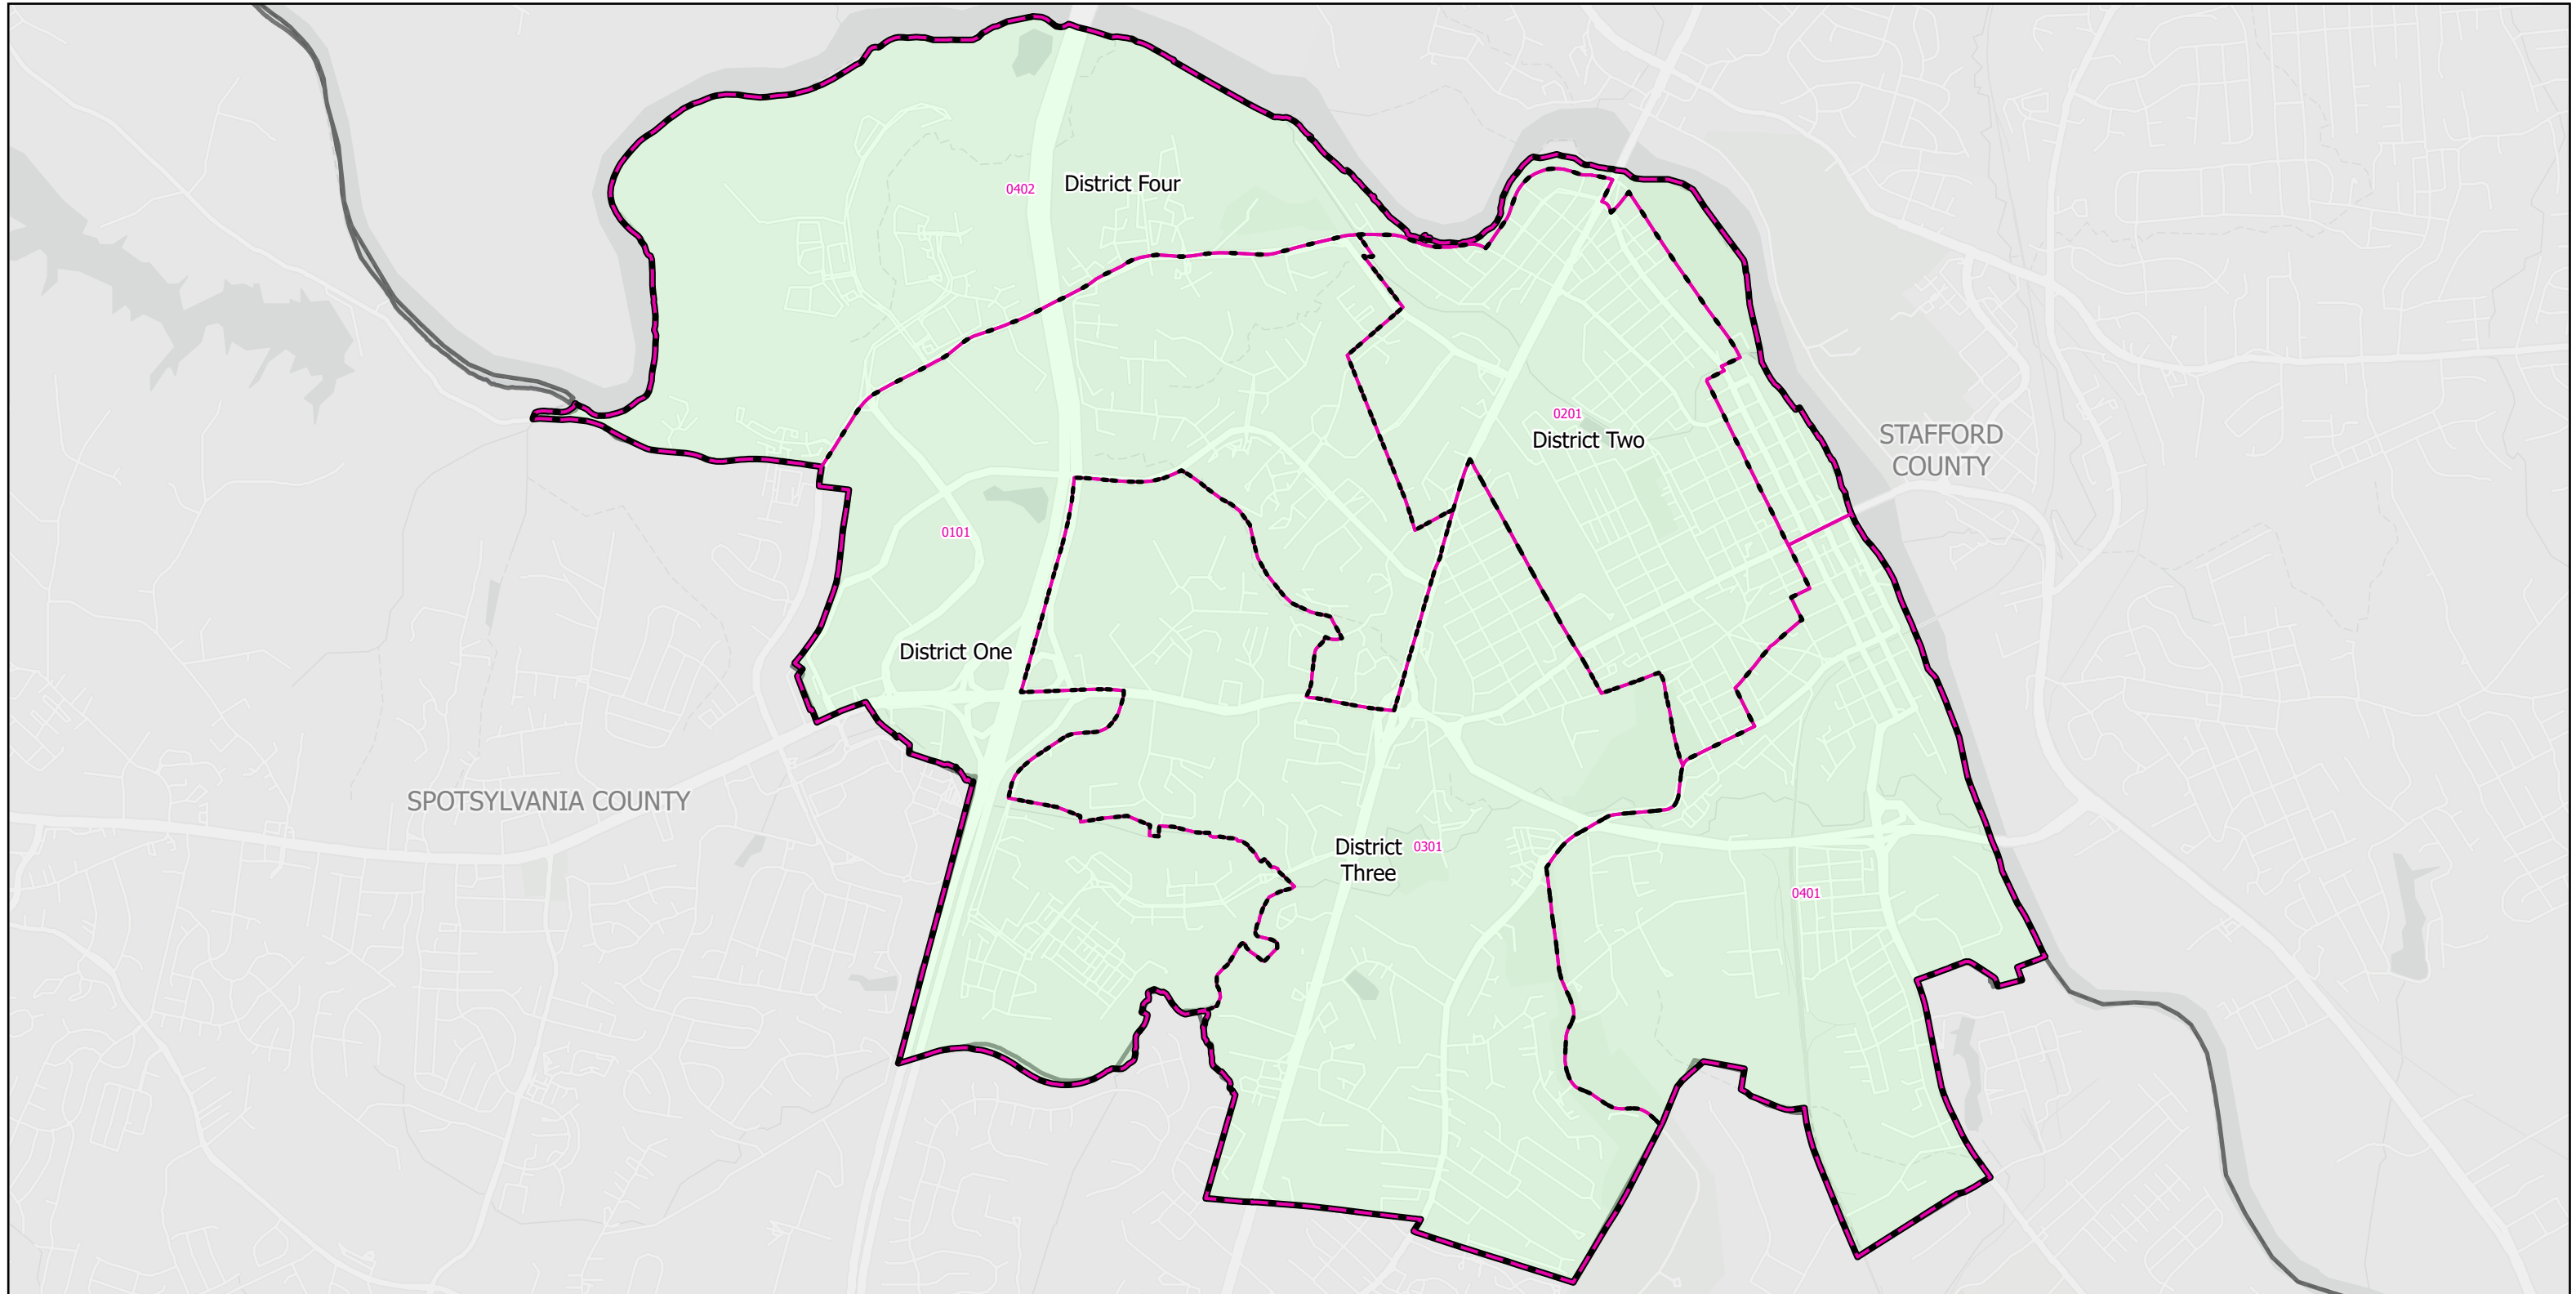 District Four
0402
0201
District Two
STAFFORD
COUNTY
0101
District One
SPOTSYLVANIA COUNTY
District
Three
0301
0401